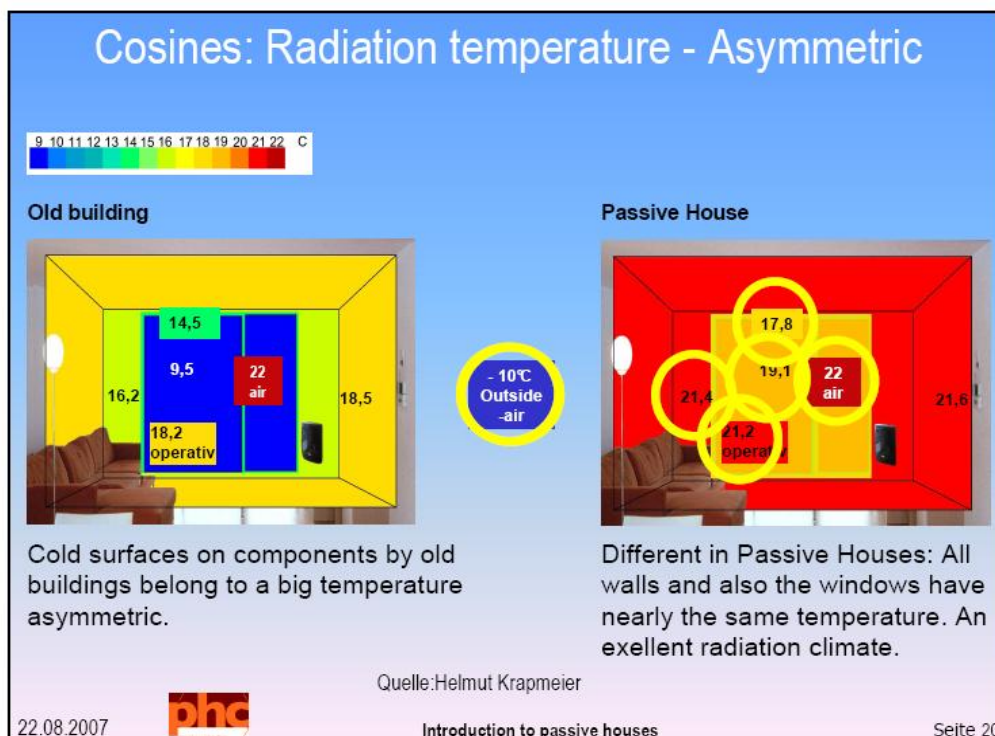 Cosines: Radiation temperature - Asymmetric
9 10 11 12 13 14 15 16 17 18 19 20 21 22 C
Old building
14,5
9,5
22
air
16,2
18,5
18,2
operativ
- 10°C
Outside
-air
Passive House
17,8
19,1
22
air
21,4
21,6
21,2
operativ
Cold surfaces on components by old
buildings belong to a big temperature
asymmetric.
Different in Passive Houses: All
walls and also the windows have
nearly the same temperature. An
exellent radiation climate.
Quelle:Helmut Krapmeier
22.08.2007
phc
Introduction to passive houses
Seite 20